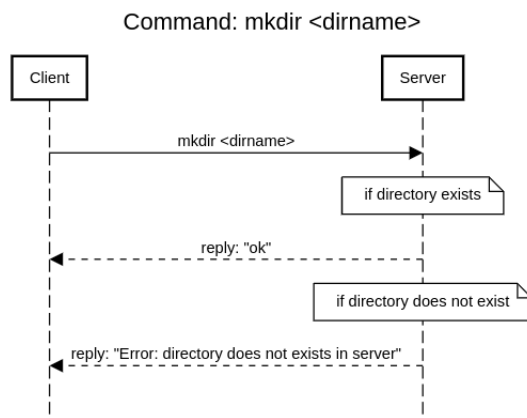 Command: mkdir <dirname>
Client
Server
mkdir <dirname>
if directory exists
reply: "ok"
if directory does not exist
reply: "Error: directory does not exists in server"